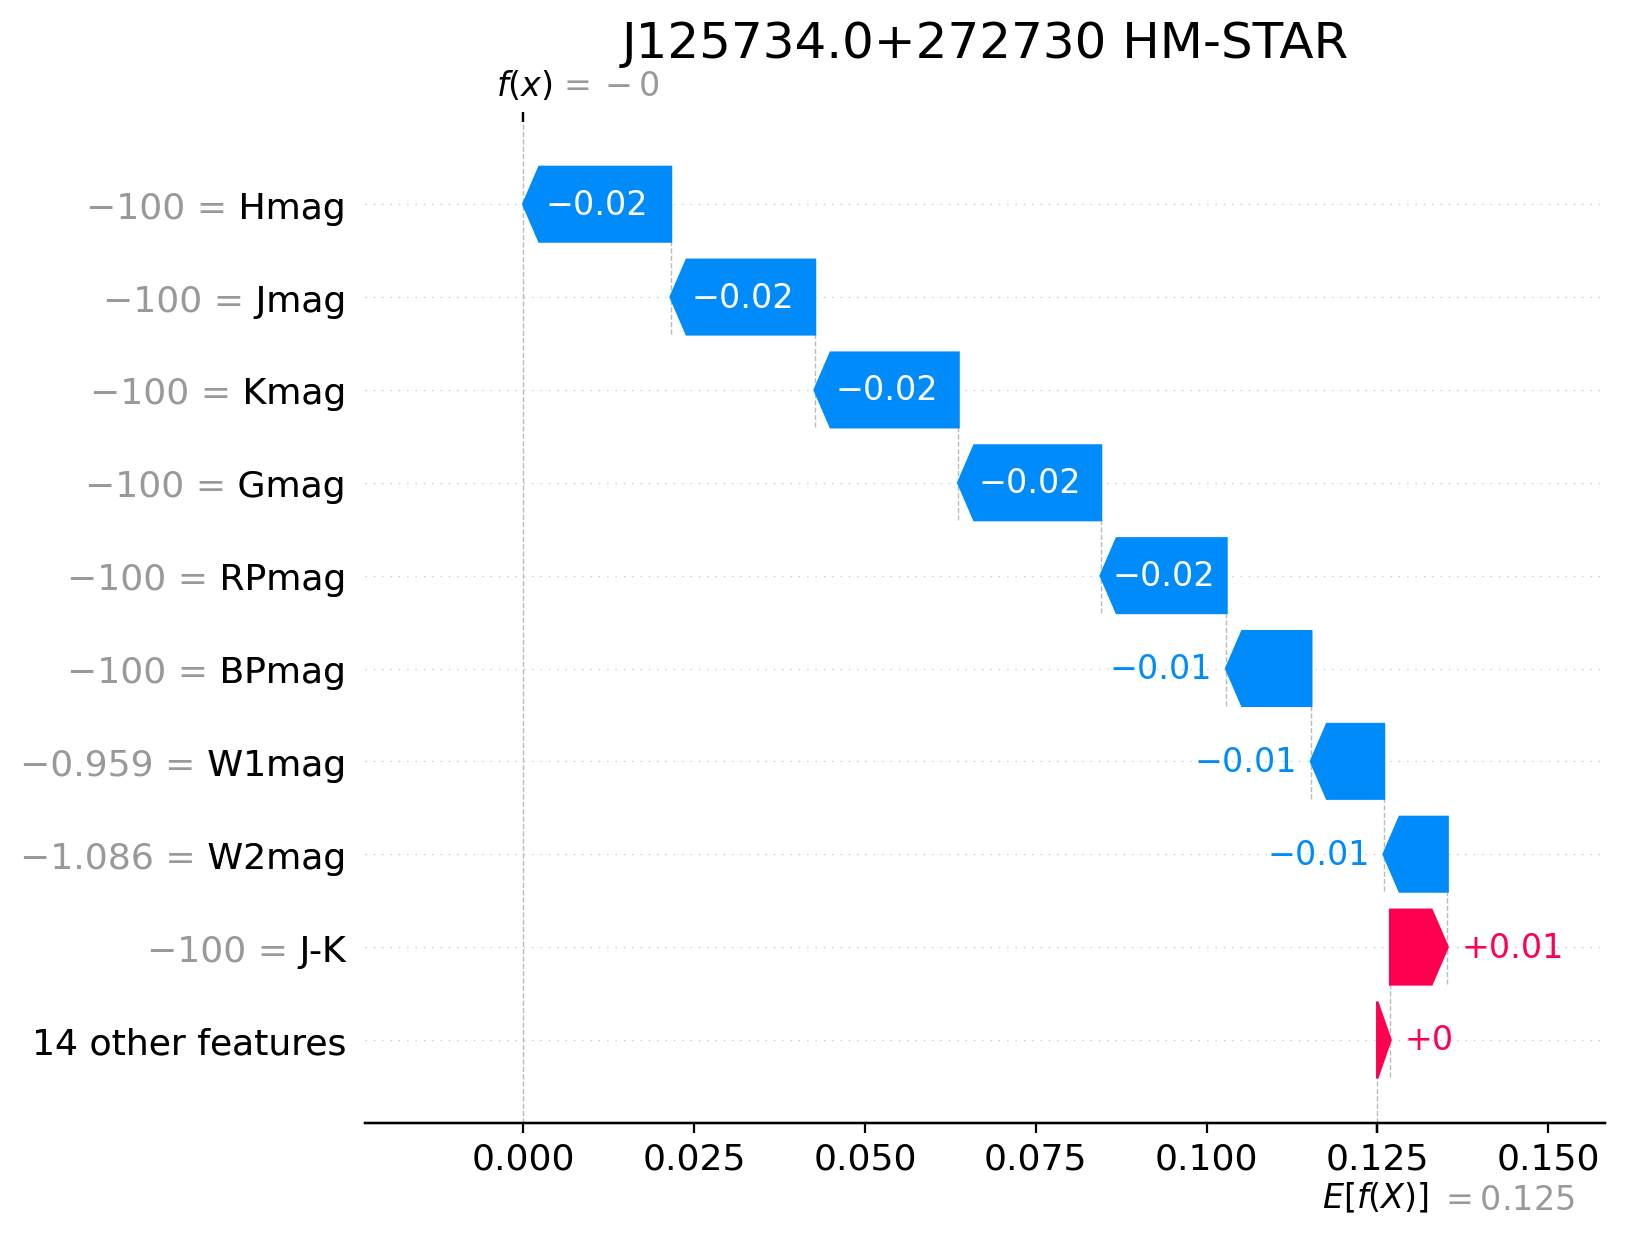 J125734.0+272730 HM-STAR
f(x) = −0
−100 = Hmag
−0.02
−100 = Jmag
−0.02
−100 = Kmag
−0.02
−100 = Gmag
−0.02
−100 = RPmag
−0.02
−100 = BPmag
−0.01
−0.959 = W1mag
−0.01
−1.086 = W2mag
−0.01
−100 = J-K
+0.01
14 other features
+0
0.000 0.025 0.050 0.075 0.100 0.125 0.150
E[f(X)] = 0.125